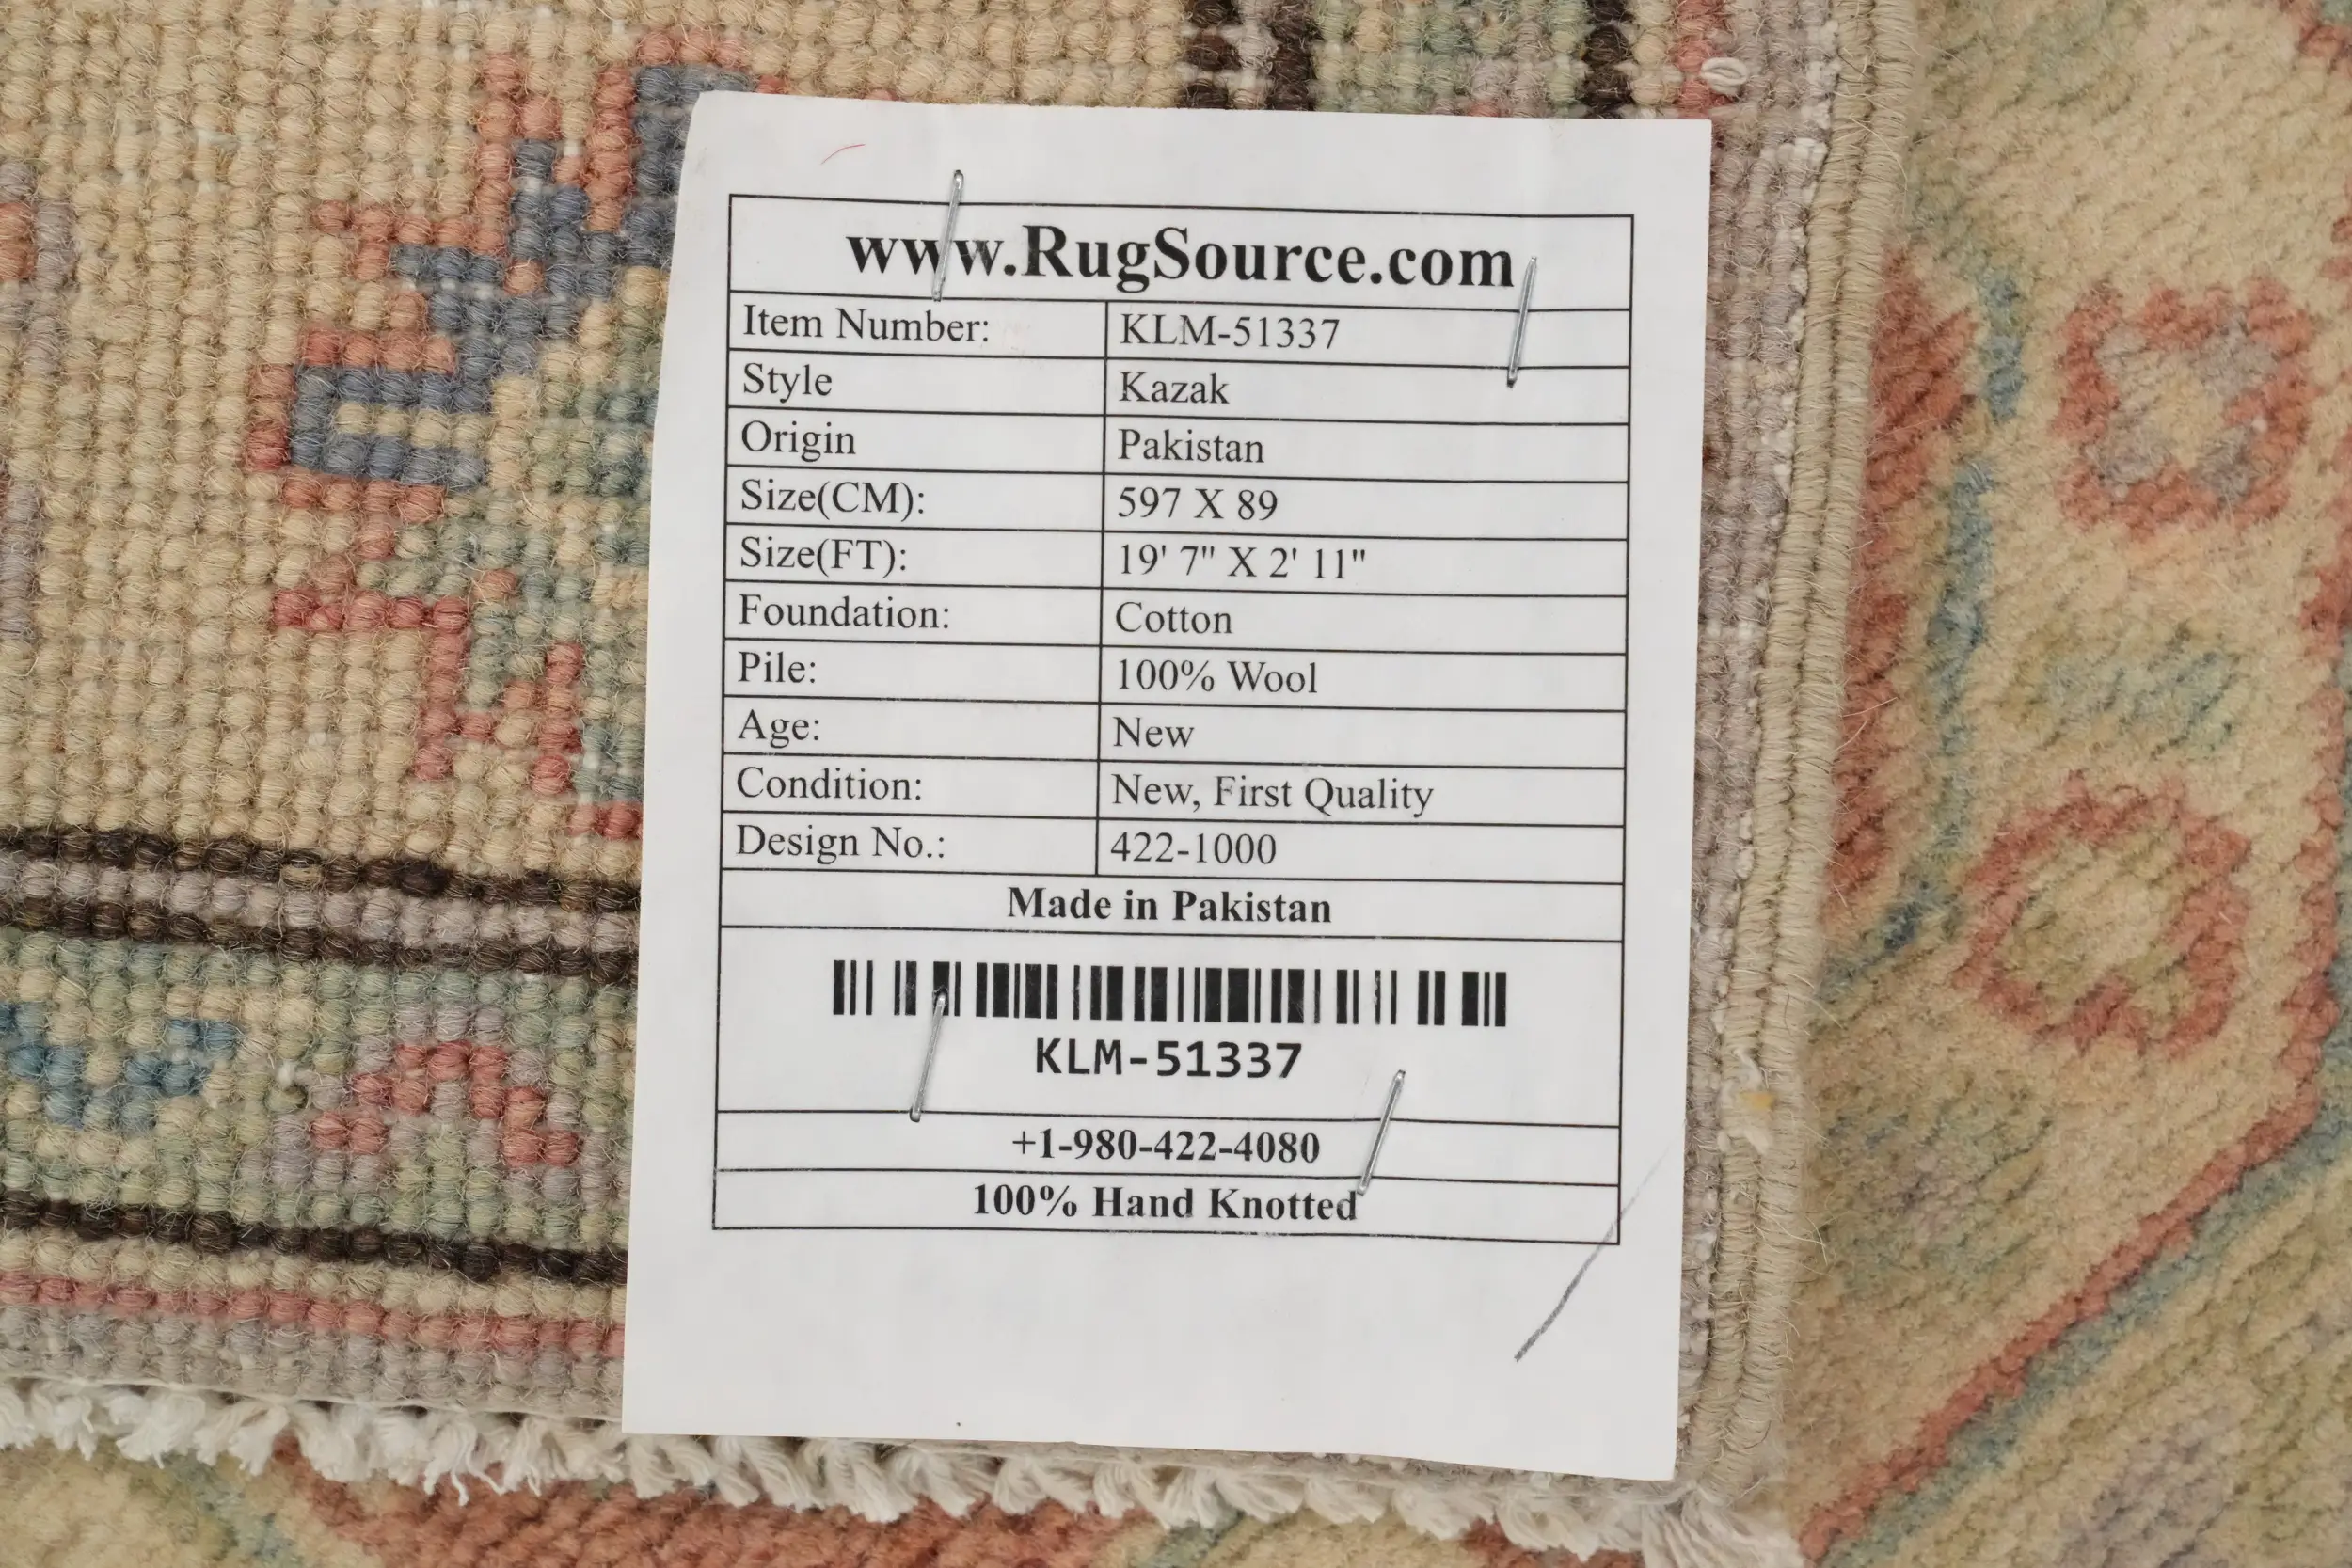 www.RugSource.com
Item Number: KLM-51337
Style Kazak
Origin Pakistan
Size(CM): 597 X 89
Size(FT): 19' 7" X 2' 11"
Foundation: Cotton
Pile: 100% Wool
Age: New
Condition: New, First Quality
Design No.: 422-1000
Made in Pakistan
KLM-51337
+1-980-422-4080
100% Hand Knotted